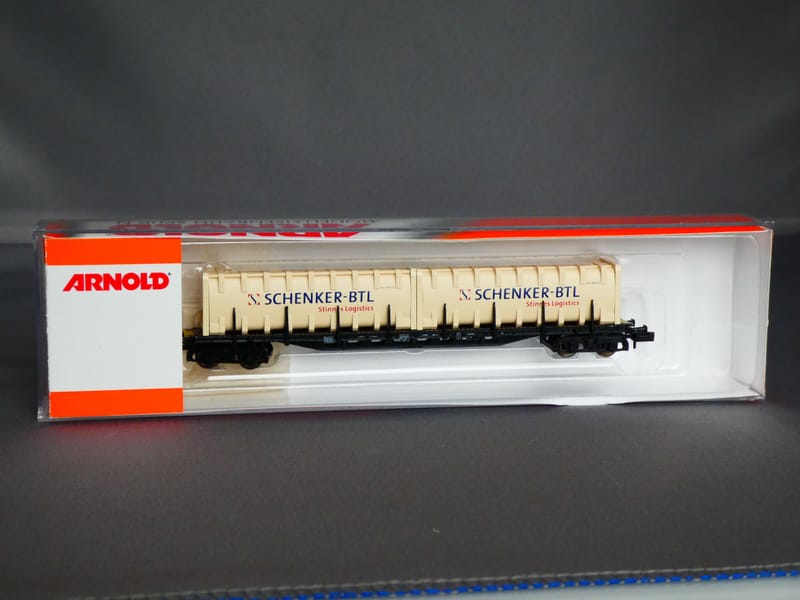 ARNOLD
SCHENKER-BTL
Stinnes Logistics
SCHENKER-BTL
Stinnes Logistics